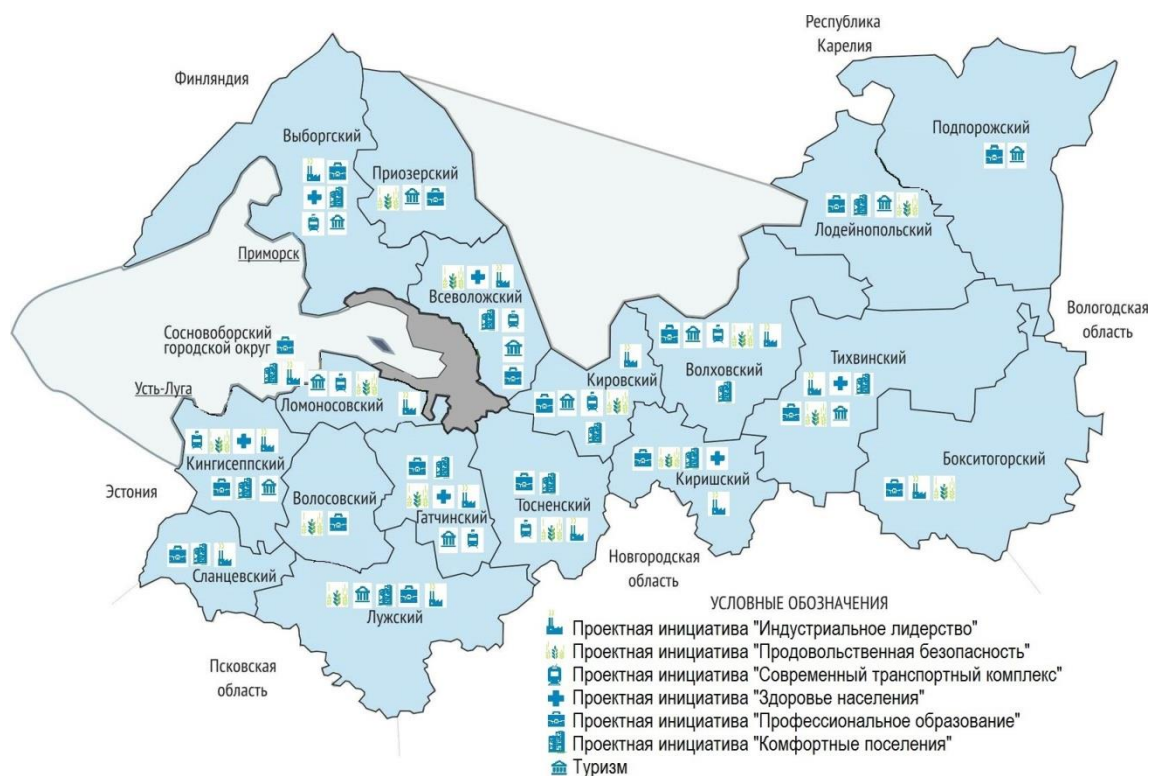 Республика
Карелия
Финляндия
Выборгский
Подпорожский
Приозерский
Лодейнопольский
Приморск
Всеволожский
Вологодская
область
Сосновоборский
городской округ
Тихвинский
Кировский
Волховский
Усть-Луга
Ломоносовский
Бокситогорский
Кингисеппский
Киришский
Эстония
Волосовский
Тосненский
Гатчинский
Новгородская
область
Сланцевский
Лужский
Псковская
область
УСЛОВНЫЕ ОБОЗНАЧЕНИЯ
Проектная инициатива "Индустриальное лидерство"
Проектная инициатива "Продовольственная безопасность"
Проектная инициатива "Современный транспортный комплекс"
Проектная инициатива "Здоровье населения"
Проектная инициатива "Профессиональное образование"
Проектная инициатива "Комфортные поселения"
Туризм